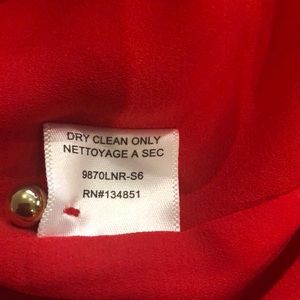 DRY CLEAN ONLY
NETTOYAGE A SEC
9870LNR-S6
RN#134851